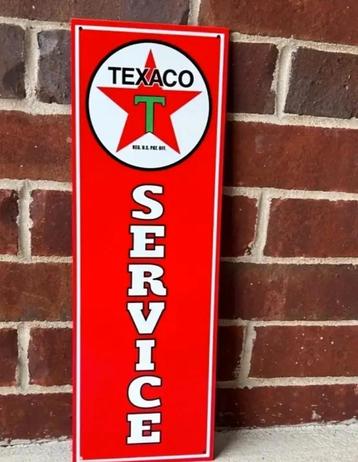 TEXACO
T
REG. U.S. PAT. OFF.
SERVICE